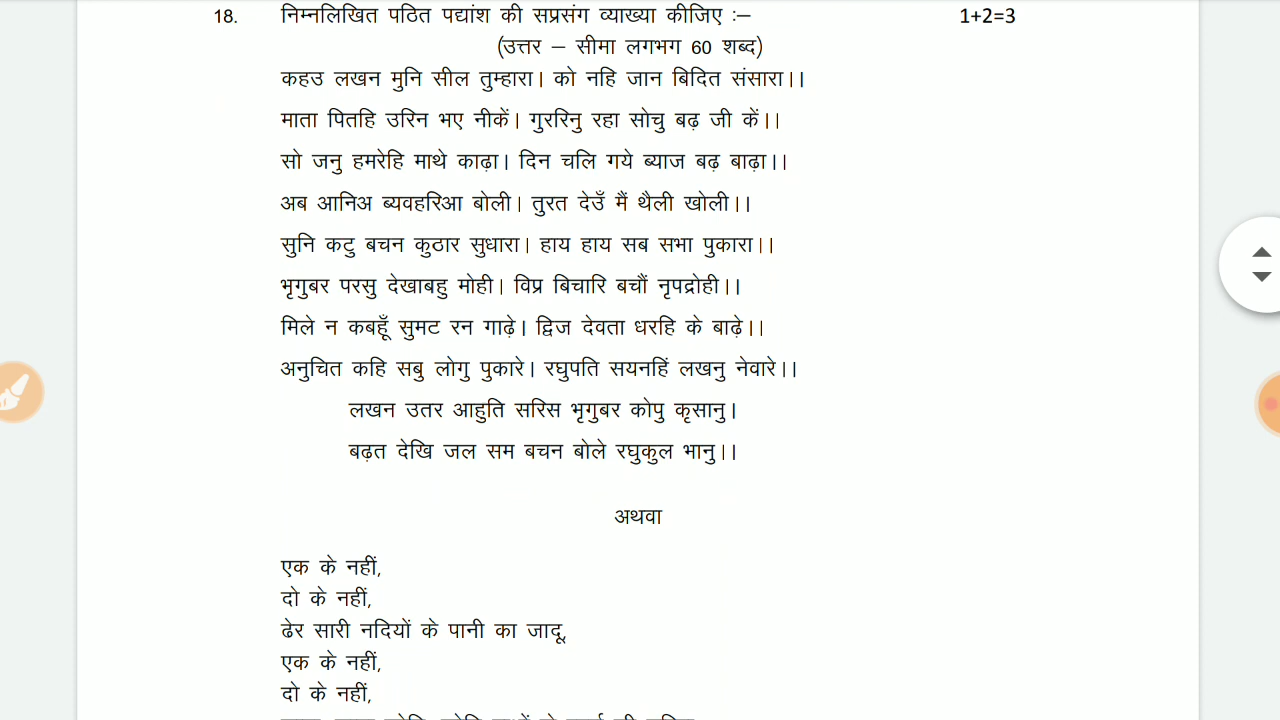 18. निम्नलिखित पठित पद्यांश की सप्रसंग व्याख्या कीजिए :— 1+2=3
(उत्तर – सीमा लगभग 60 शब्द)
कहउ लखन मुनि सील तुम्हारा। को नहि जान बिदित संसारा।।
माता पितहि उरिन भए नीकें। गुररिनु रहा सोचु बढ़ जी कें।।
सो जनु हमरेहि माथे काढ़ा। दिन चलि गये ब्याज बढ़ बाढ़ा।।
अब आनिअ ब्यवहरिआ बोली। तुरत देउँ मैं थैली खोली।।
सुनि कटु बचन कुठार सुधारा। हाय हाय सब सभा पुकारा।।
भृगुबर परसु देखाबहु मोही। विप्र बिचारि बचौं नृपद्रोही।।
मिले न कबहूँ सुमट रन गाढ़े। द्विज देवता धरहि के बाढ़े।।
अनुचित कहि सबु लोगु पुकारे। रघुपति सयनहिं लखनु नेवारे।।
लखन उतर आहुति सरिस भृगुबर कोपु कृसानु।
बढ़त देखि जल सम बचन बोले रघुकुल भानु।।
अथवा
एक के नहीं,
दो के नहीं,
ढेर सारी नदियों के पानी का जादू,
एक के नहीं,
दो के नहीं,